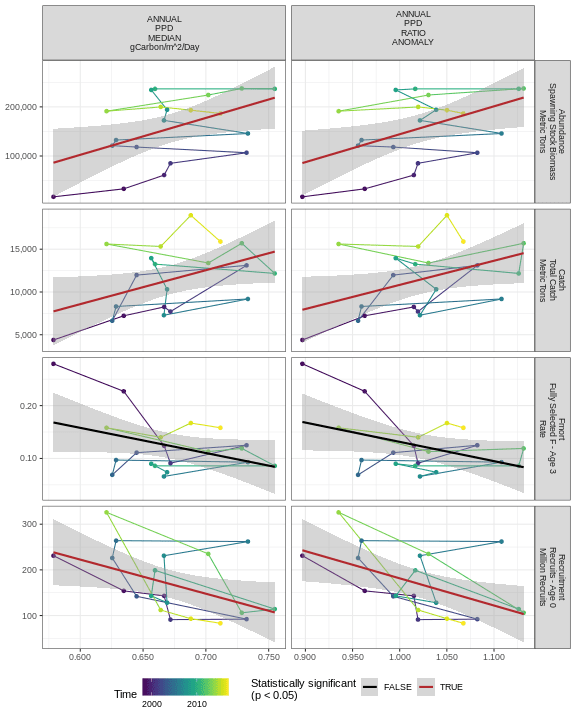 ANNUAL
PPD
MEDIAN
gCarbon/m^2/Day
ANNUAL
PPD
RATIO
ANOMALY
200,000
100,000
Abundance
Spawning Stock Biomass
Metric Tons
15,000
10,000
5,000
Catch
Total Catch
Metric Tons
0.20
0.10
Fmort
Fully Selected F - Age 3
Rate
300
200
100
Recruitment
Recruits - Age 0
Million Recruits
0.600
0.650
0.700
0.750
0.900
0.950
1.000
1.050
1.100
Time
2000
2010
Statistically significant
(p < 0.05)
FALSE
TRUE